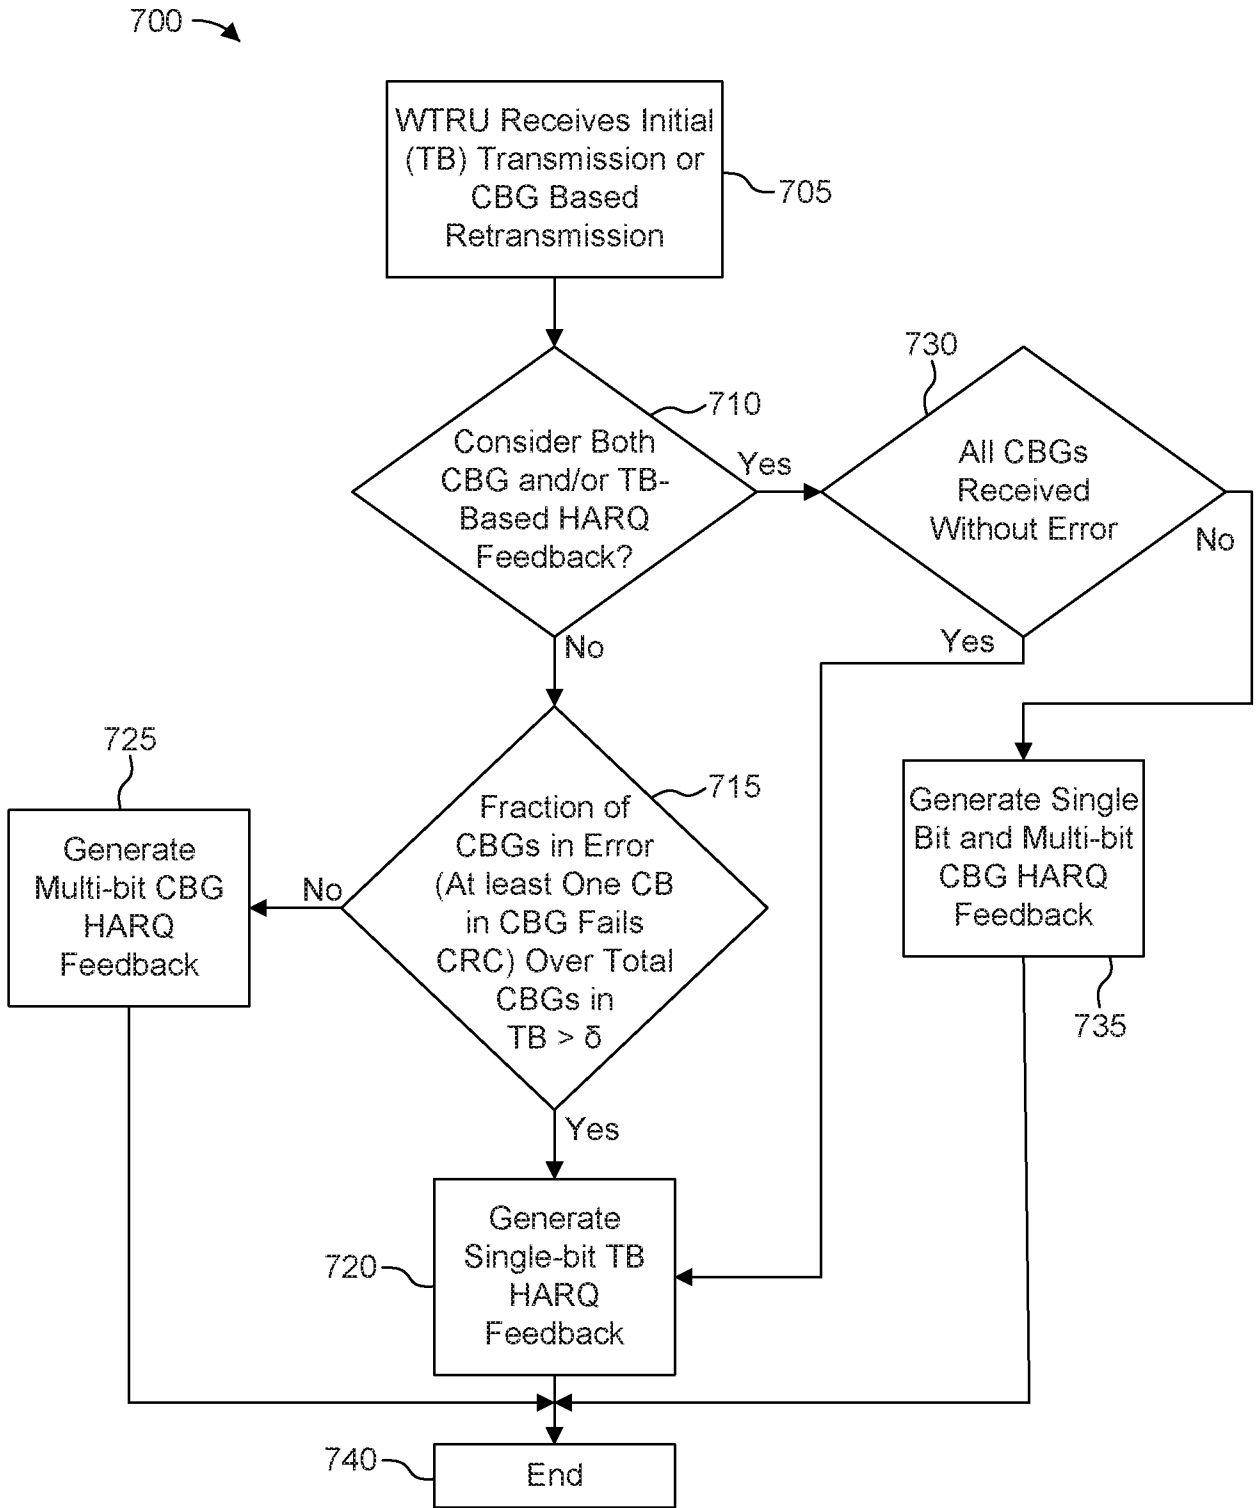 700
WTRU Receives Initial
(TB) Transmission or
CBG Based
Retransmission
705
730
710
Consider Both
CBG and/or TB-
Based HARQ
Feedback?
Yes
All CBGs
Received
Without Error
No
Yes
No
725
715
Fraction of
CBGs in Error
(At least One CB
in CBG Fails
CRC) Over Total
CBGs in
TB > δ
Generate
Multi-bit CBG
HARQ
Feedback
No
Generate Single
Bit and Multi-bit
CBG HARQ
Feedback
735
Yes
Generate
Single-bit TB
HARQ
Feedback
720
740
End